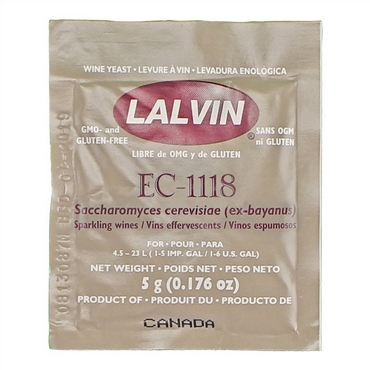 WINE YEAST • LEVURE À VIN • LEVADURA ENOLÓGICA
LALVIN®
GMO- and
GLUTEN-FREE
SANS OGM
ni GLUTEN
LIBRE de OMG y de GLUTEN
EC-1118
Saccharomyces cerevisiae (ex-bayanus)
Sparkling wines / Vins effervescents / Vinos espumosos
FOR • POUR • PARA
4.5 – 23 L ( 1-5 IMP. GAL / 1-6 U.S. GAL)
NET WEIGHT • POIDS NET • PESO NETO
5 g (0.176 oz)
PRODUCT OF • PRODUIT DU • PRODUCTO DE
CANADA